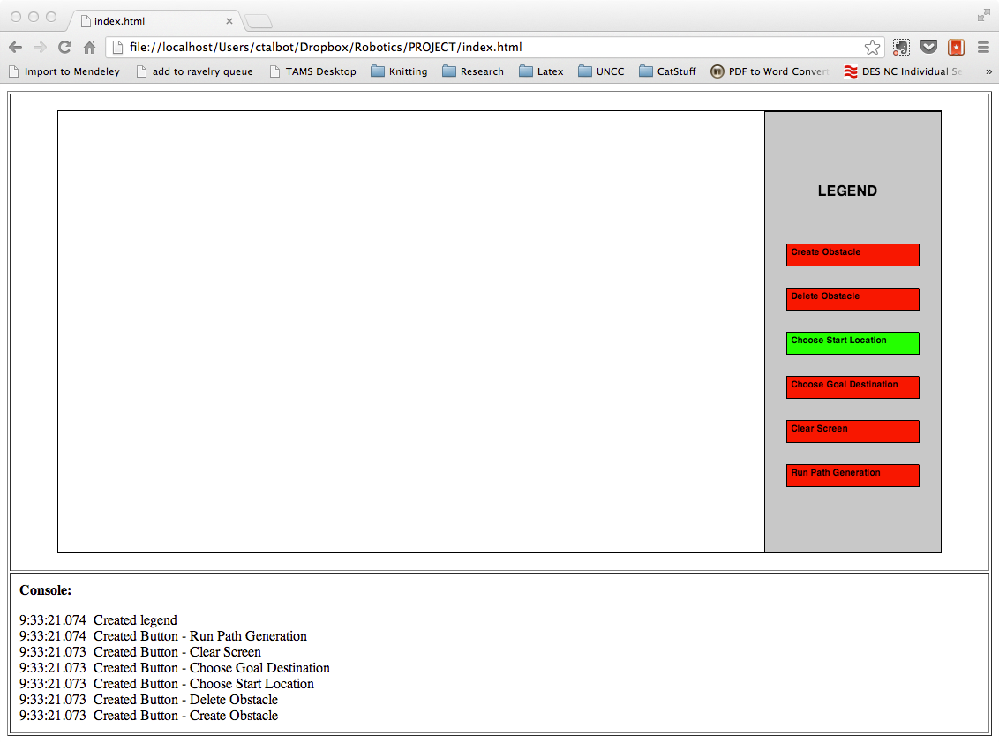 index.html
file://localhost/Users/ctalbot/Dropbox/Robotics/PROJECT/index.html
Import to Mendeley add to ravelry queue TAMS Desktop Knitting Research Latex UNCC CatStuff PDF to Word Convert DES NC Individual Se »
LEGEND
Create Obstacle
Delete Obstacle
Choose Start Location
Choose Goal Destination
Clear Screen
Run Path Generation
Console:
9:33:21.074 Created legend
9:33:21.074 Created Button - Run Path Generation
9:33:21.073 Created Button - Clear Screen
9:33:21.073 Created Button - Choose Goal Destination
9:33:21.073 Created Button - Choose Start Location
9:33:21.073 Created Button - Delete Obstacle
9:33:21.073 Created Button - Create Obstacle